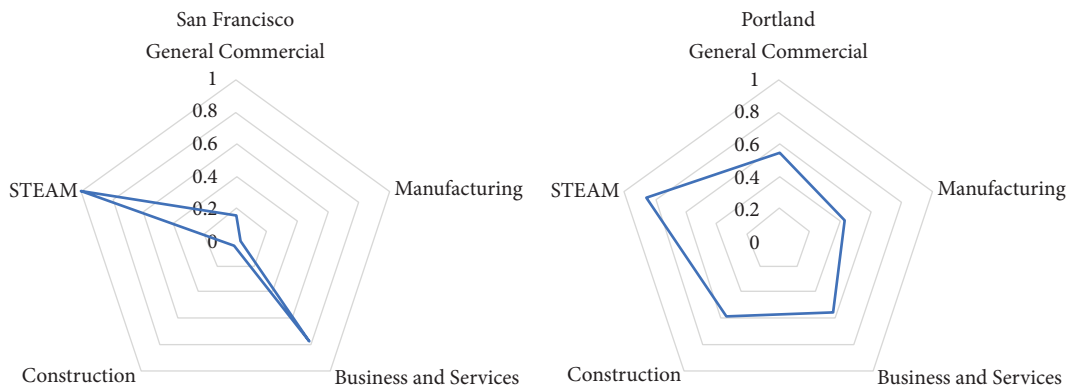 San Francisco
General Commercial
1
0.8
0.6
0.4
0.2
0
STEAM
Manufacturing
Construction
Business and Services
Portland
General Commercial
1
0.8
0.6
0.4
0.2
0
STEAM
Manufacturing
Construction
Business and Services